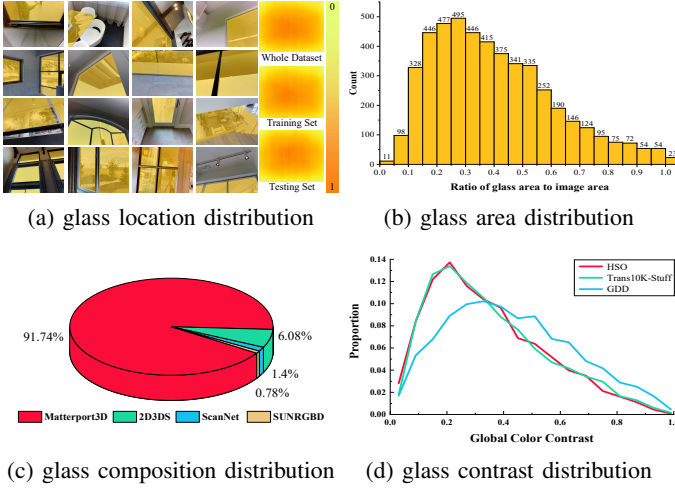 0
Whole Dataset
Training Set
Testing Set
1
(a) glass location distribution
Count
500
400
300
200
100
0
11 98 328 446 477 495 446 415 375 341 335 252 190 146 124 95 75 72 54 54 23
0.0 0.1 0.2 0.3 0.4 0.5 0.6 0.7 0.8 0.9 1.0
Ratio of glass area to image area
(b) glass area distribution
91.74%
6.08%
1.4%
0.78%
Matterport3D 2D3DS ScanNet SUNRGBD
(c) glass composition distribution
Proportion
0.14
0.12
0.10
0.08
0.06
0.04
0.02
0.00
HSO
Trans10K-Stuff
GDD
0.0 0.2 0.4 0.6 0.8 1.0
Global Color Contrast
(d) glass contrast distribution